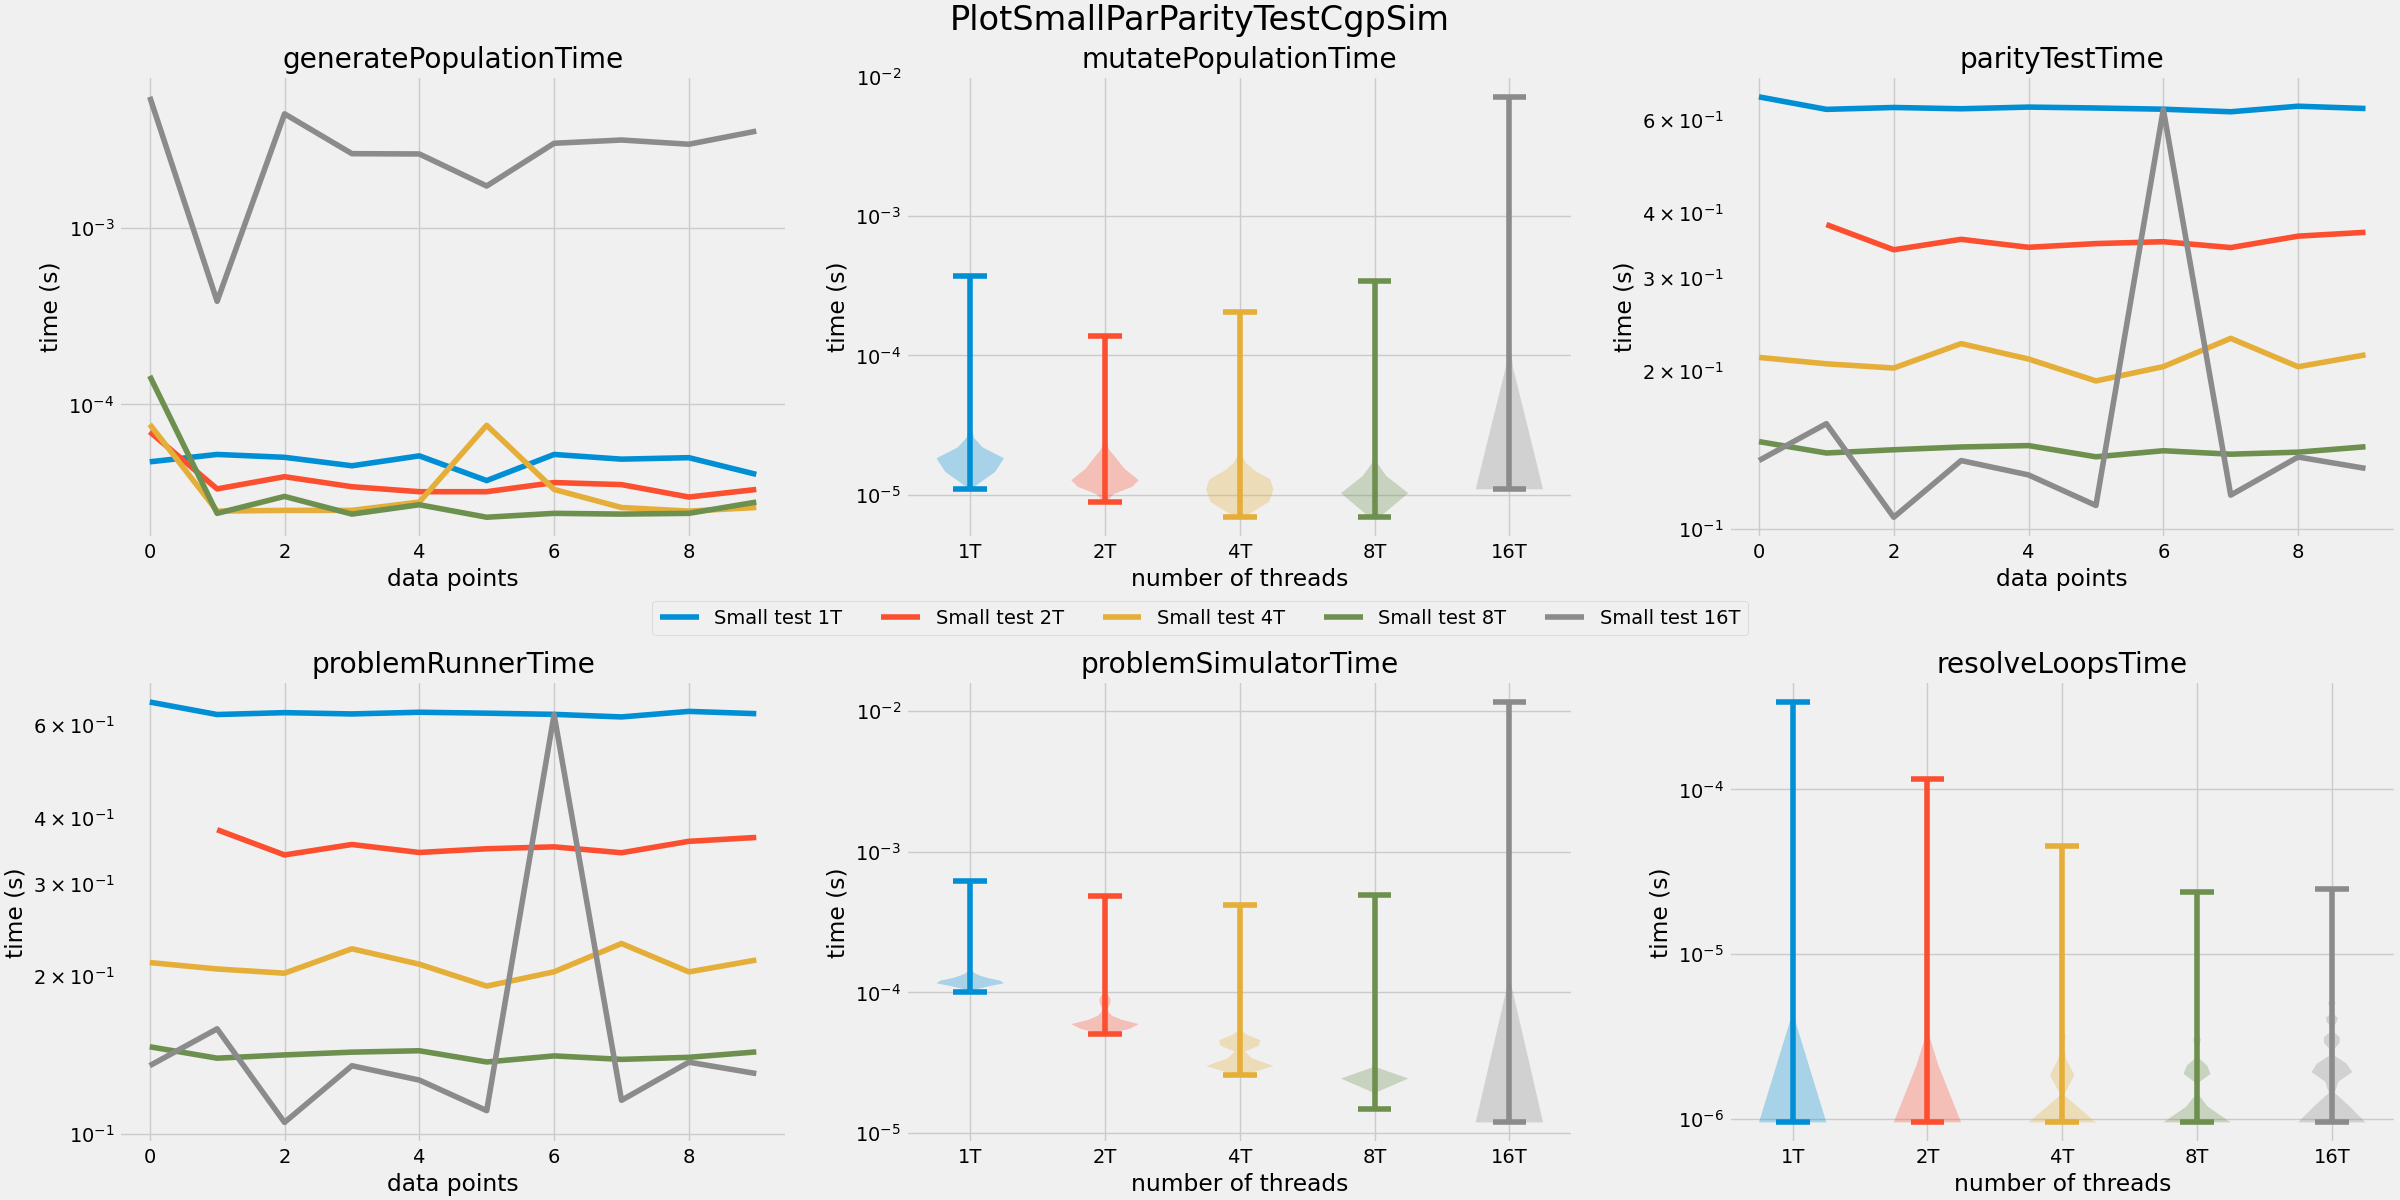 PlotSmallParParityTestCgpSim
generatePopulationTime
time (s)
10⁻³
10⁻⁴
0 2 4 6 8
data points
mutatePopulationTime
time (s)
10⁻²
10⁻³
10⁻⁴
10⁻⁵
1T 2T 4T 8T 16T
number of threads
parityTestTime
time (s)
6 × 10⁻¹
4 × 10⁻¹
3 × 10⁻¹
2 × 10⁻¹
10⁻¹
0 2 4 6 8
data points
Small test 1T Small test 2T Small test 4T Small test 8T Small test 16T
problemRunnerTime
time (s)
6 × 10⁻¹
4 × 10⁻¹
3 × 10⁻¹
2 × 10⁻¹
10⁻¹
0 2 4 6 8
data points
problemSimulatorTime
time (s)
10⁻²
10⁻³
10⁻⁴
10⁻⁵
1T 2T 4T 8T 16T
number of threads
resolveLoopsTime
time (s)
10⁻⁴
10⁻⁵
10⁻⁶
1T 2T 4T 8T 16T
number of threads